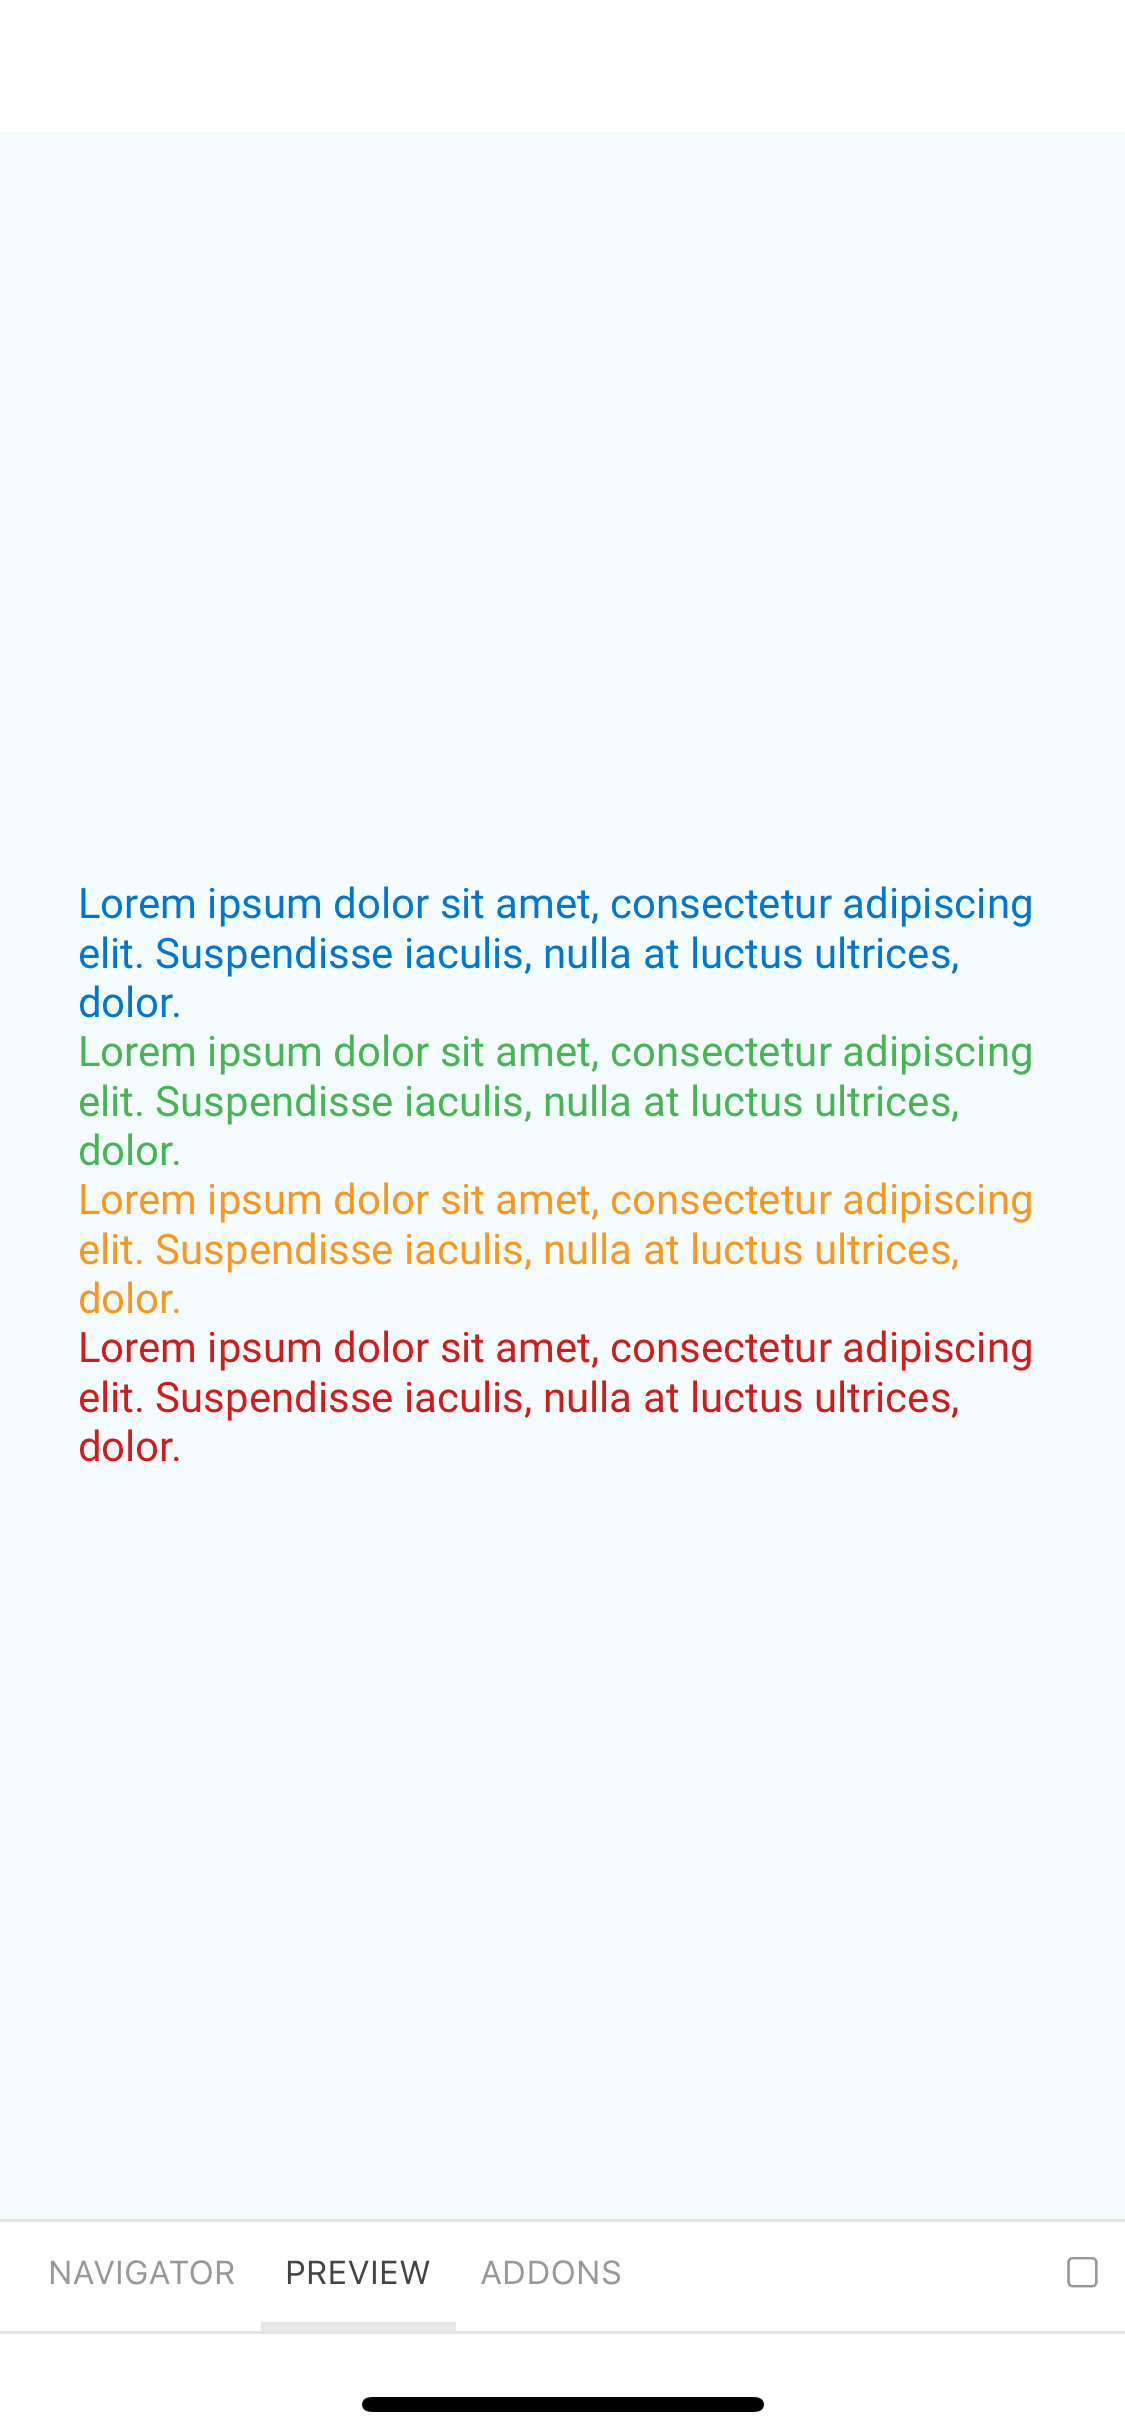 Lorem ipsum dolor sit amet, consectetur adipiscing
elit. Suspendisse iaculis, nulla at luctus ultrices,
dolor.
Lorem ipsum dolor sit amet, consectetur adipiscing
elit. Suspendisse iaculis, nulla at luctus ultrices,
dolor.
Lorem ipsum dolor sit amet, consectetur adipiscing
elit. Suspendisse iaculis, nulla at luctus ultrices,
dolor.
Lorem ipsum dolor sit amet, consectetur adipiscing
elit. Suspendisse iaculis, nulla at luctus ultrices,
dolor.
NAVIGATOR PREVIEW ADDONS